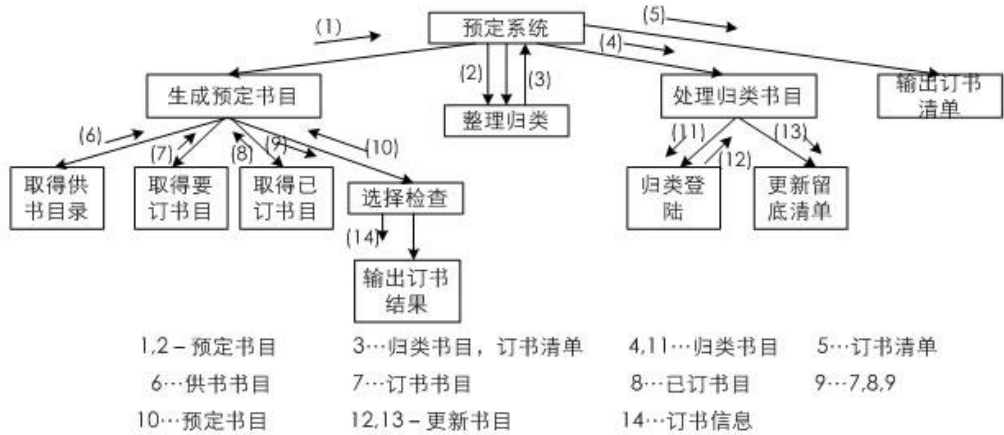 预定系统
(1)
(5)
(4)
(2)
(3)
生成预定书目
整理归类
处理归类书目
输出订书
清单
(6)
(7)
(8)
(9)
(10)
(11)
(12)
(13)
取得供
书目录
取得要
订书目
取得已
订书目
选择检查
归类登
陆
更新留
底清单
(14)
输出订书
结果
1,2–预定书目 3···归类书目，订书清单 4,11···归类书目 5···订书清单
6···供书书目 7···订书书目 8···已订书目 9···7,8,9
10···预定书目 12,13–更新书目 14···订书信息